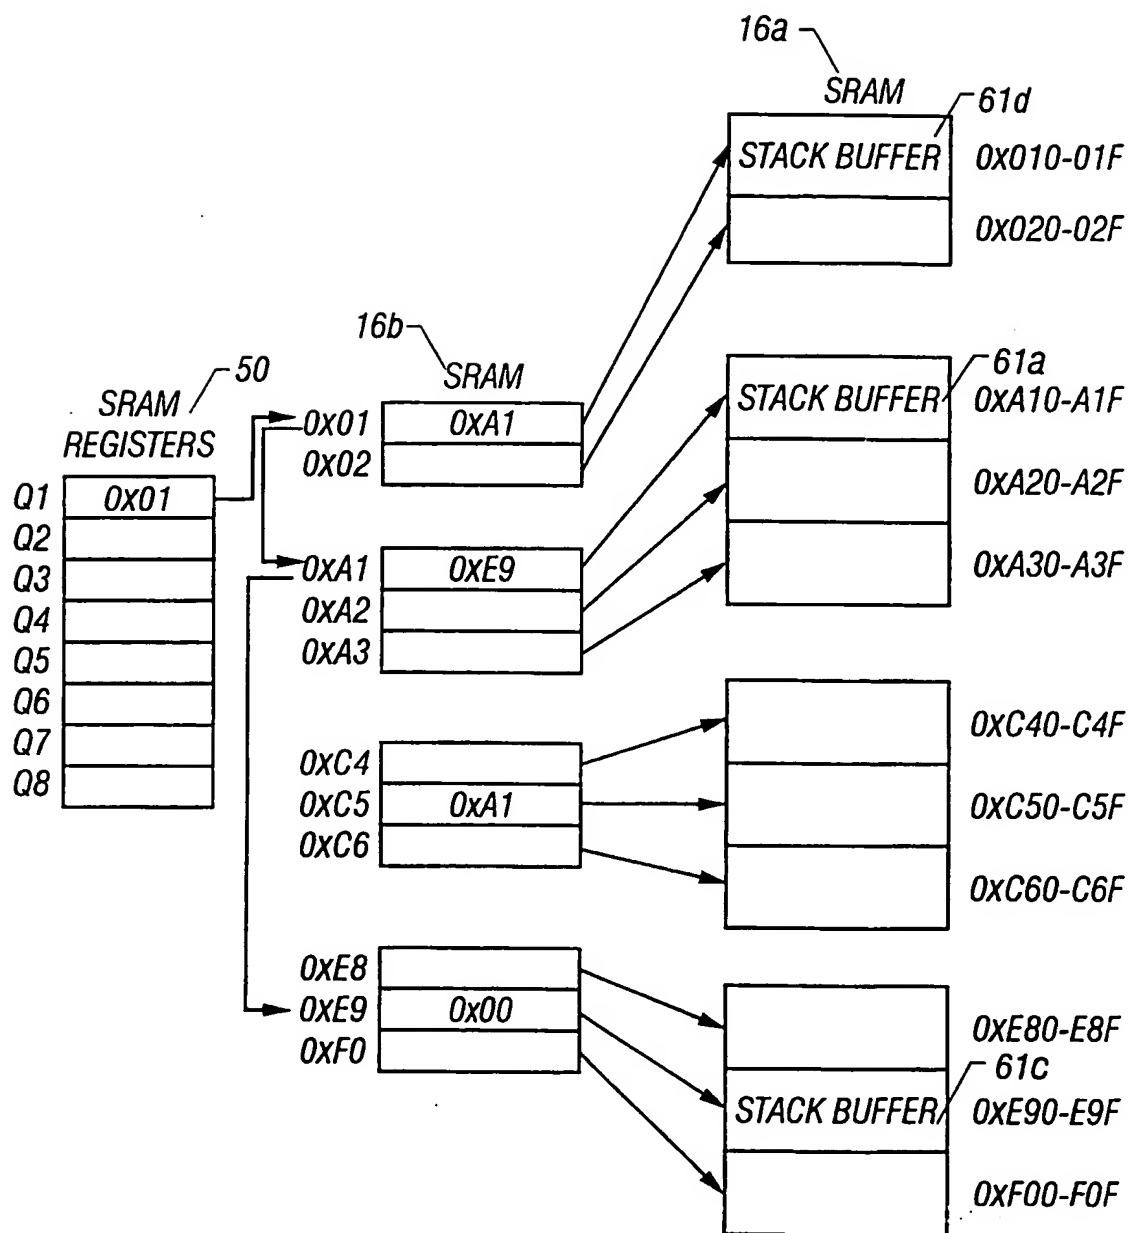 16a
SRAM
61d
STACK BUFFER
0x010-01F
0x020-02F
16b
SRAM
50
SRAM
REGISTERS
61a
STACK BUFFER
0xA10-A1F
0xA20-A2F
0xA30-A3F
0x01
0xA1
0x02
Q1
0x01
Q2
Q3
Q4
Q5
Q6
Q7
Q8
0xA1
0xE9
0xA2
0xA3
0xC4
0xC5
0xA1
0xC6
0xC40-C4F
0xC50-C5F
0xC60-C6F
0xE8
0xE9
0x00
0xF0
0xE80-E8F
61c
STACK BUFFER
0xE90-E9F
0xF00-F0F